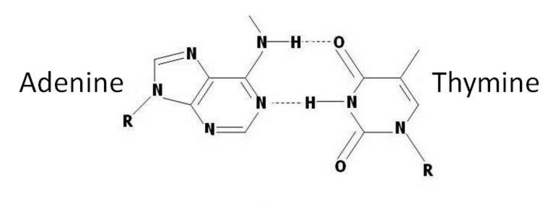 N H O
N
Adenine Thymine
N N H N
R
N N
O
R